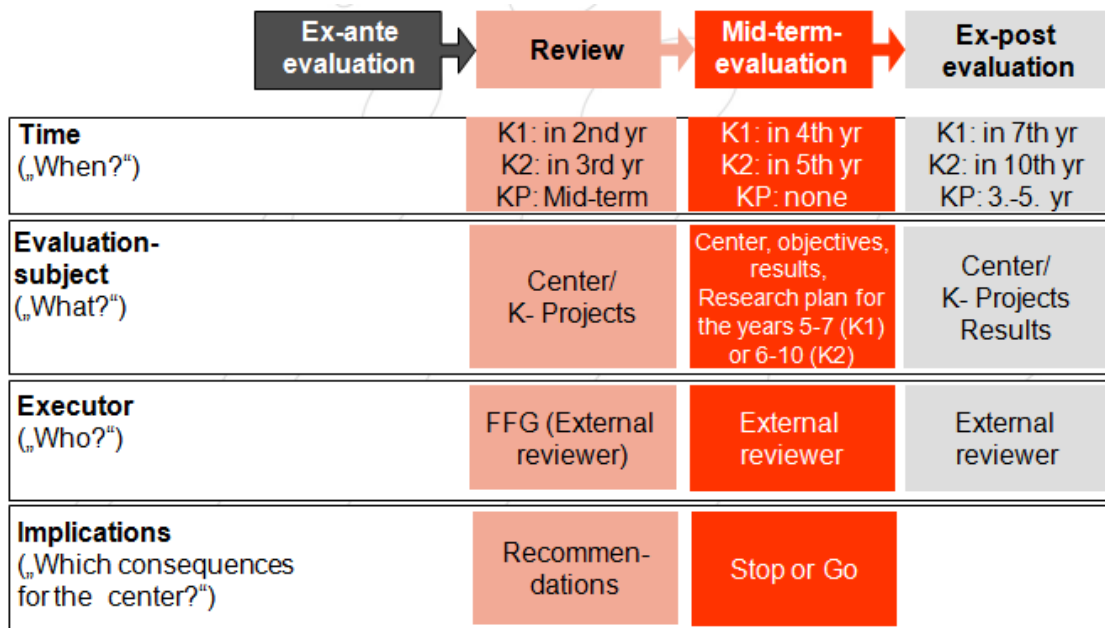 Ex-ante
evaluation
Review
Mid-term-
evaluation
Ex-post
evaluation
Time
(„When?“)
K1: in 2nd yr
K2: in 3rd yr
KP: Mid-term
K1: in 4th yr
K2: in 5th yr
KP: none
K1: in 7th yr
K2: in 10th yr
KP: 3.-5. yr
Evaluation-
subject
(„What?“)
Center/
K- Projects
Center, objectives,
results,
Research plan for
the years 5-7 (K1)
or 6-10 (K2)
Center/
K- Projects
Results
Executor
(„Who?“)
FFG (External
reviewer)
External
reviewer
External
reviewer
Implications
(„Which consequences
for the center?“)
Recommen-
dations
Stop or Go